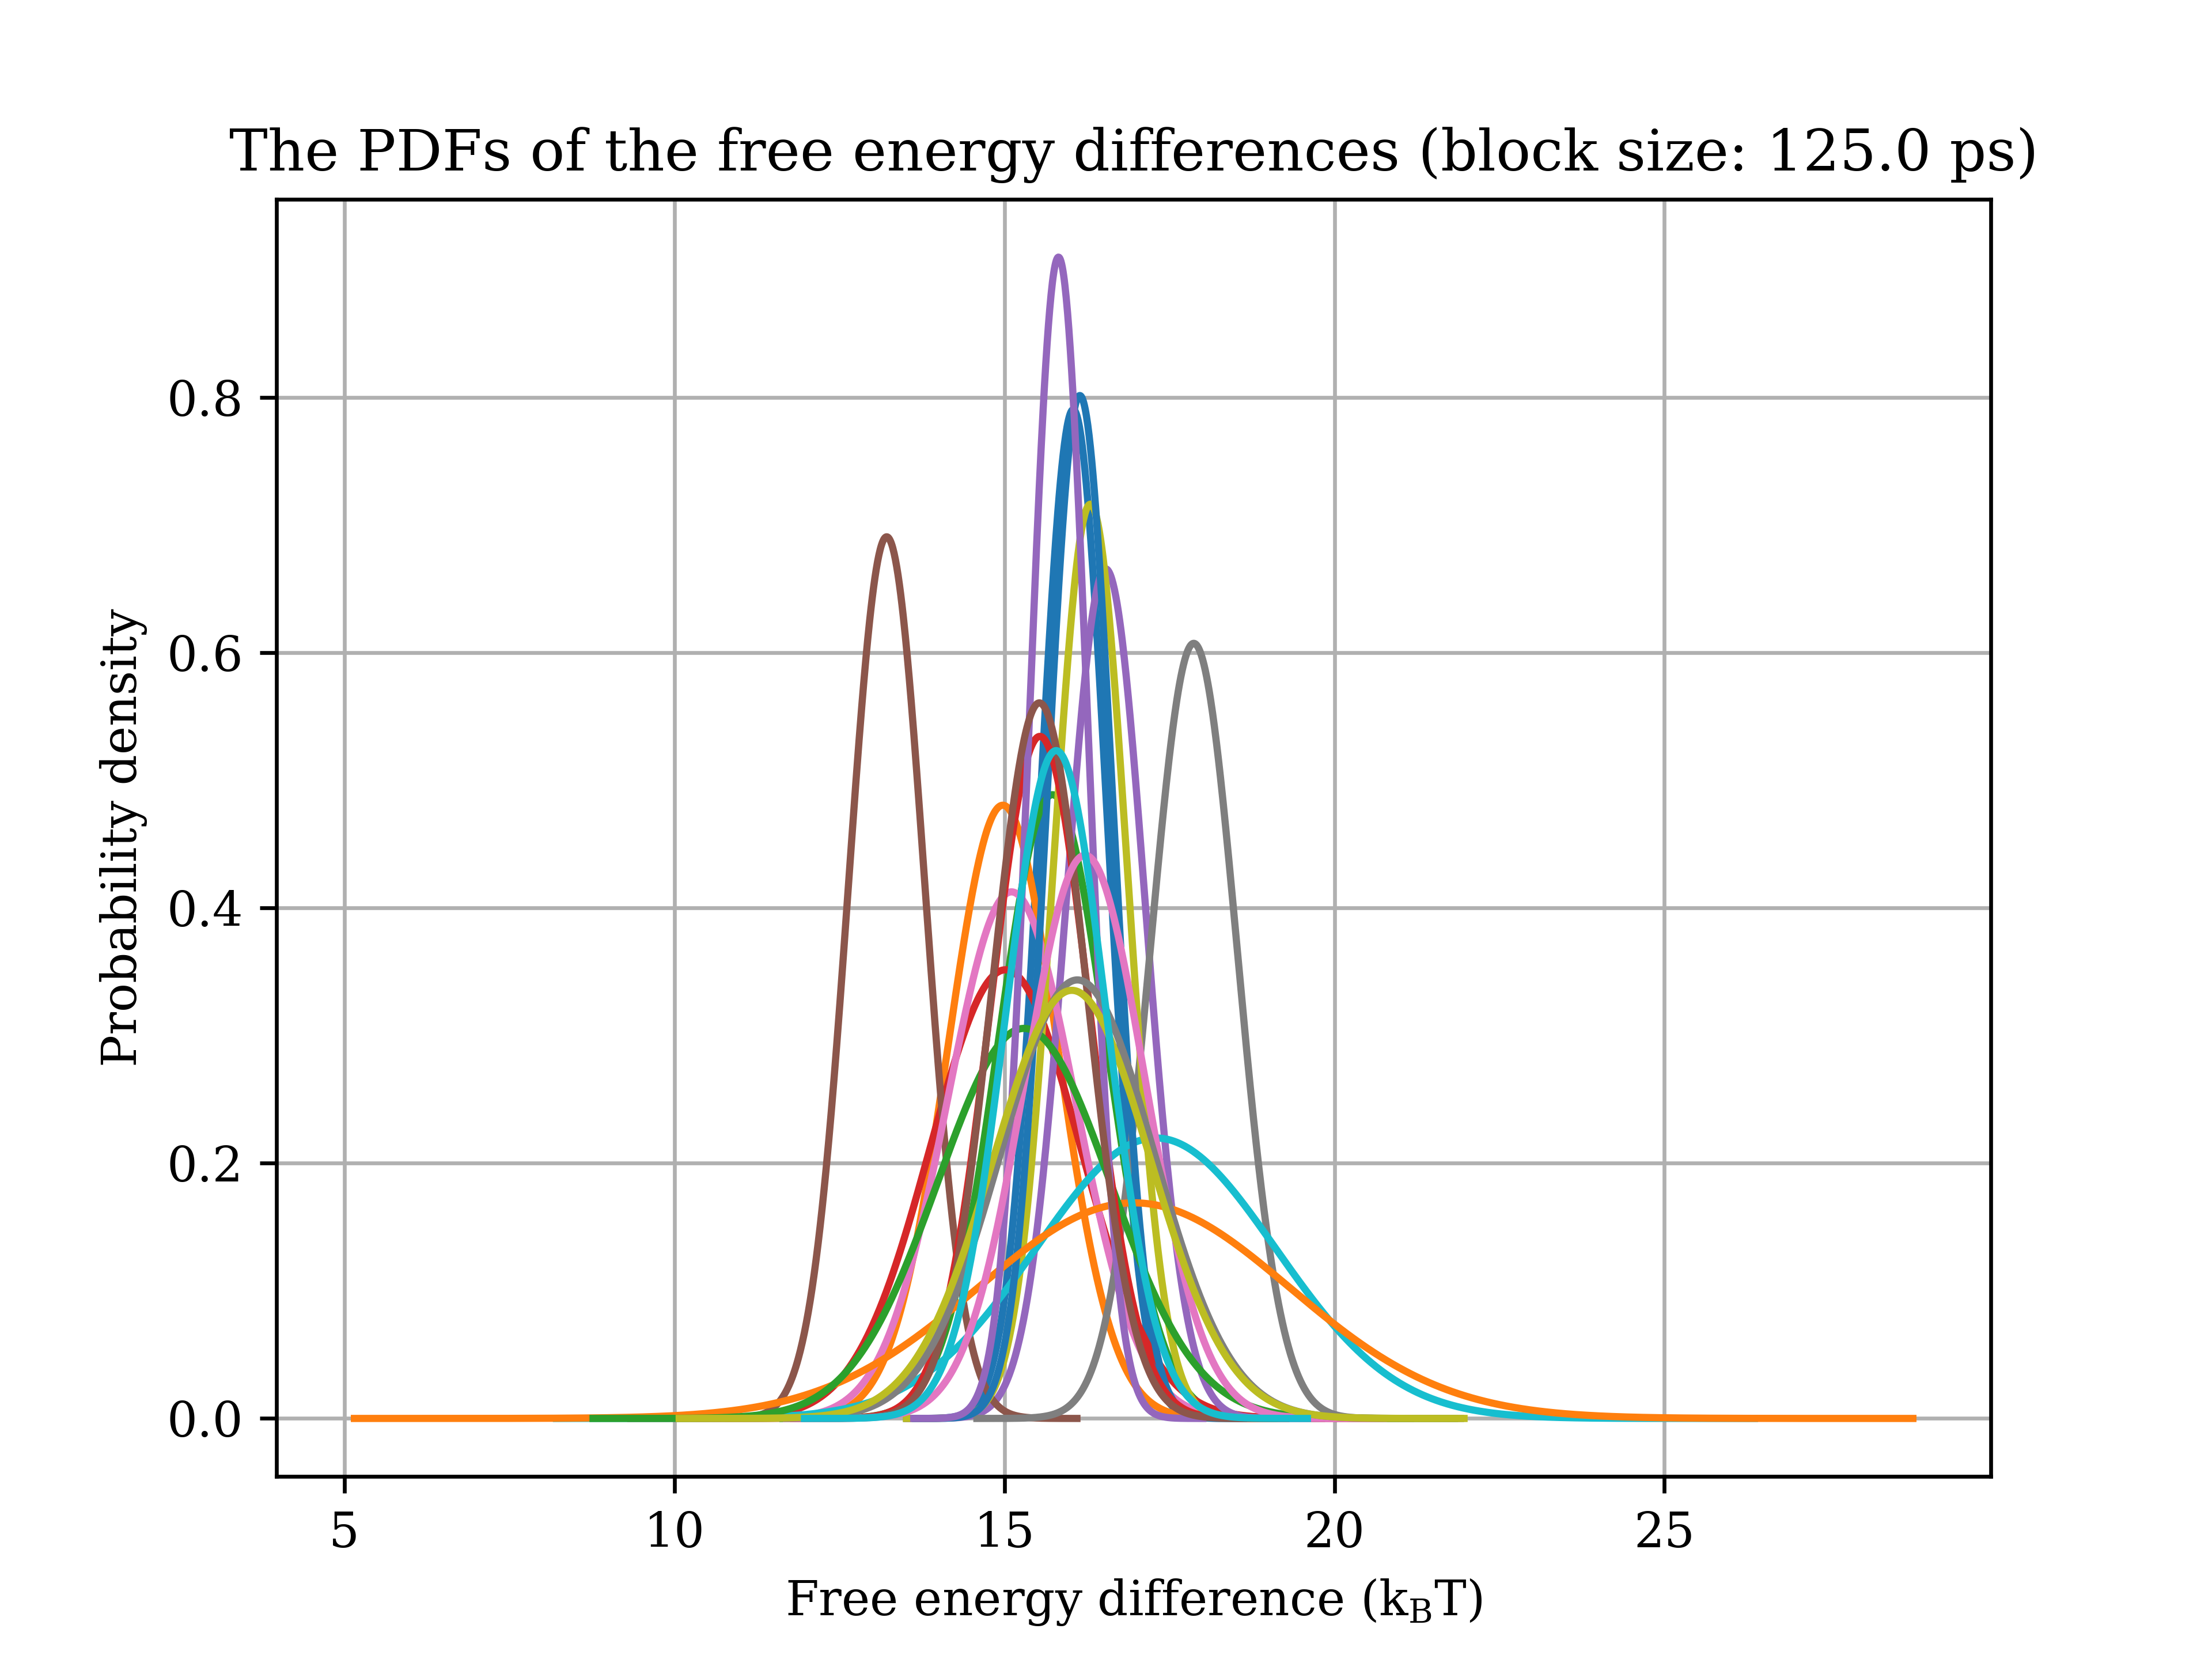 The PDFs of the free energy differences (block size: 125.0 ps)
Probability density
0.8
0.6
0.4
0.2
0.0
5 10 15 20 25
Free energy difference (k_BT)